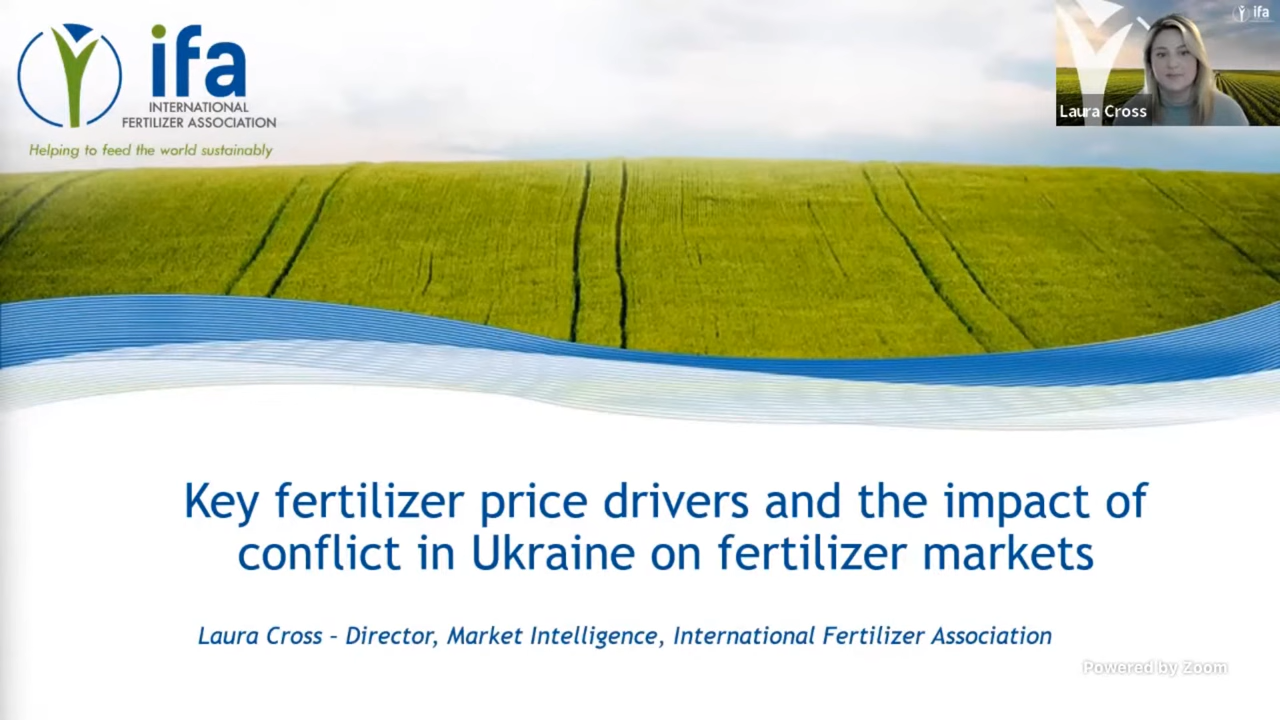 ifa
INTERNATIONAL
FERTILIZER ASSOCIATION
Helping to feed the world sustainably
ifa
Laura Cross
Key fertilizer price drivers and the impact of
conflict in Ukraine on fertilizer markets
Laura Cross – Director, Market Intelligence, International Fertilizer Association
Powered by Zoom